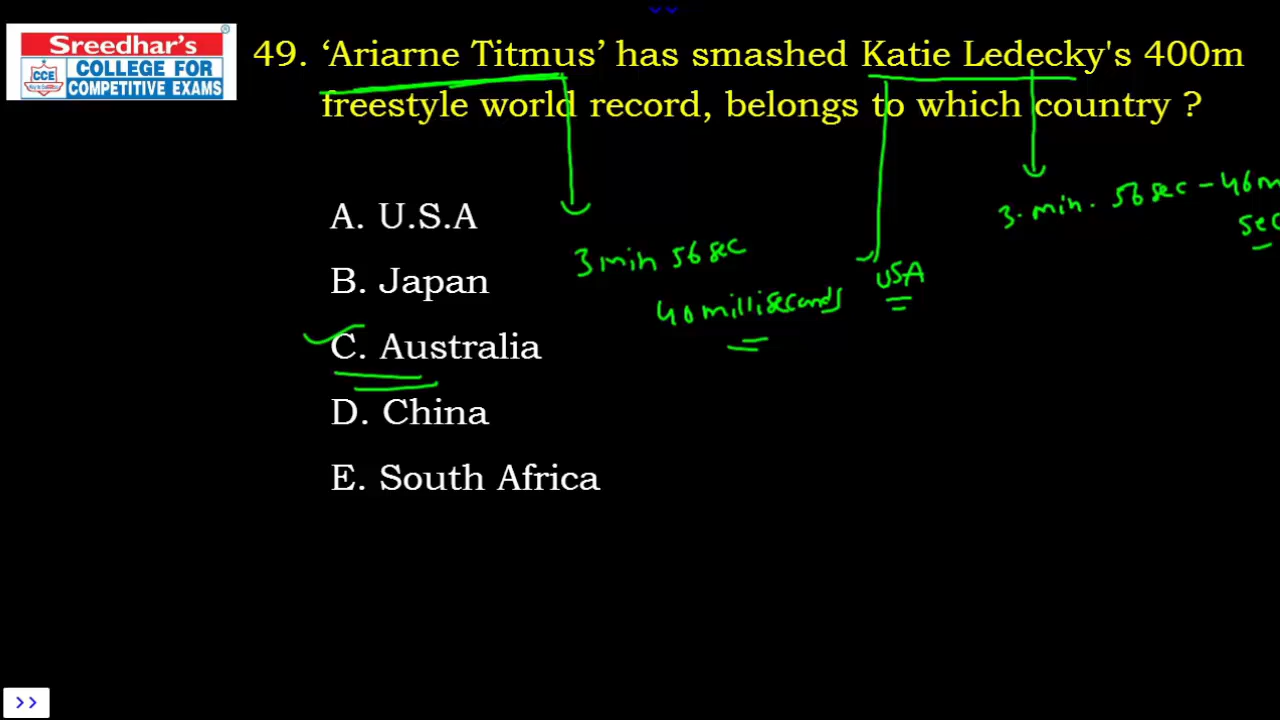 Sreedhar's
COLLEGE FOR
CCE
COMPETITIVE EXAMS
49. ‘Ariarne Titmus’ has smashed Katie Ledecky's 400m
freestyle world record, belongs to which country ?
A. U.S.A
B. Japan
C. Australia
D. China
E. South Africa
3 min 56 sec
40 milliseconds
USA
3. min. 56 sec - 46 m
sec
>>